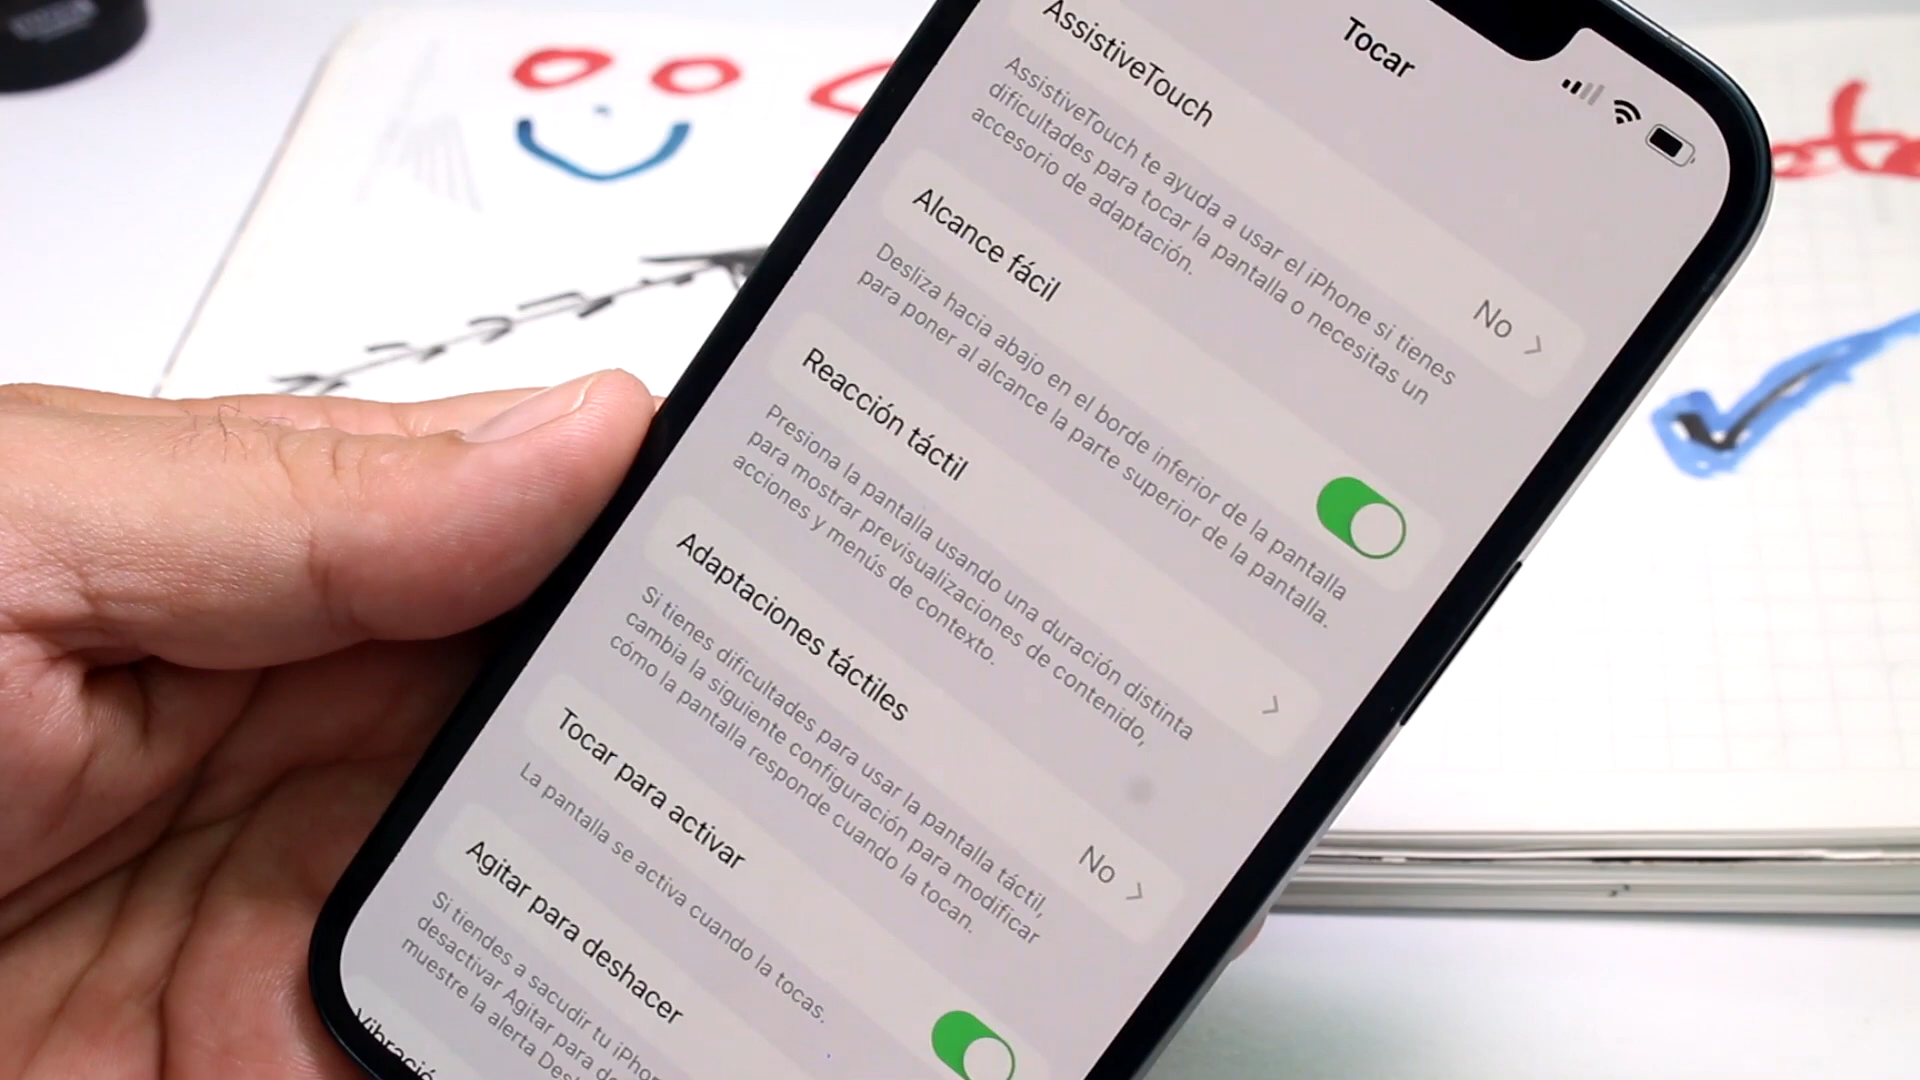 Tocar
AssistiveTouch
No
AssistiveTouch te ayuda a usar el iPhone si tienes
dificultades para tocar la pantalla o necesitas un
accesorio de adaptación.
Alcance fácil
Desliza hacia abajo en el borde inferior de la pantalla
para poner al alcance la parte superior de la pantalla.
Reacción táctil
Presiona la pantalla usando una duración distinta
para mostrar previsualizaciones de contenido,
acciones y menús de contexto.
Adaptaciones táctiles
No
Si tienes dificultades para usar la pantalla táctil,
cambia la siguiente configuración para modificar
cómo la pantalla responde cuando la tocan.
Tocar para activar
La pantalla se activa cuando la tocas.
Agitar para deshacer
Si tiendes a sacudir tu
desactivar Agitar para
muestre la alerta